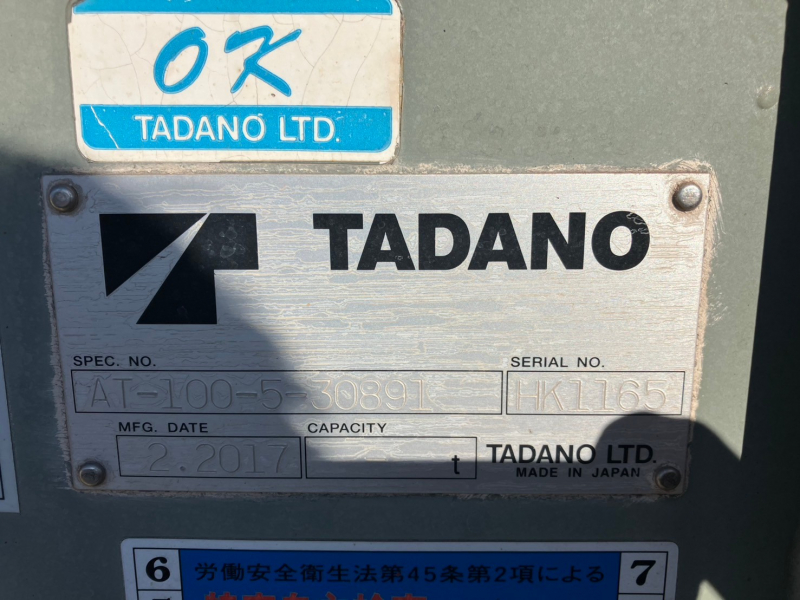 OK
TADANO LTD.
TADANO
SPEC. NO. SERIAL NO.
AT-100-5-30891 HK1165
MFG. DATE CAPACITY
2.2017 t TADANO LTD.
MADE IN JAPAN
6 労働安全衛生法第45条第2項による 7